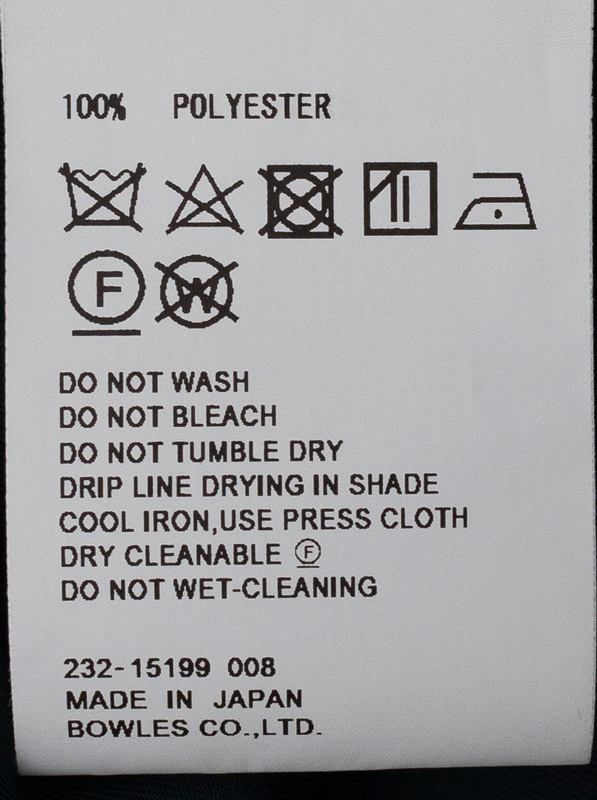 100% POLYESTER
F W
DO NOT WASH
DO NOT BLEACH
DO NOT TUMBLE DRY
DRIP LINE DRYING IN SHADE
COOL IRON,USE PRESS CLOTH
DRY CLEANABLE Ⓕ
DO NOT WET-CLEANING
232-15199 008
MADE IN JAPAN
BOWLES CO.,LTD.